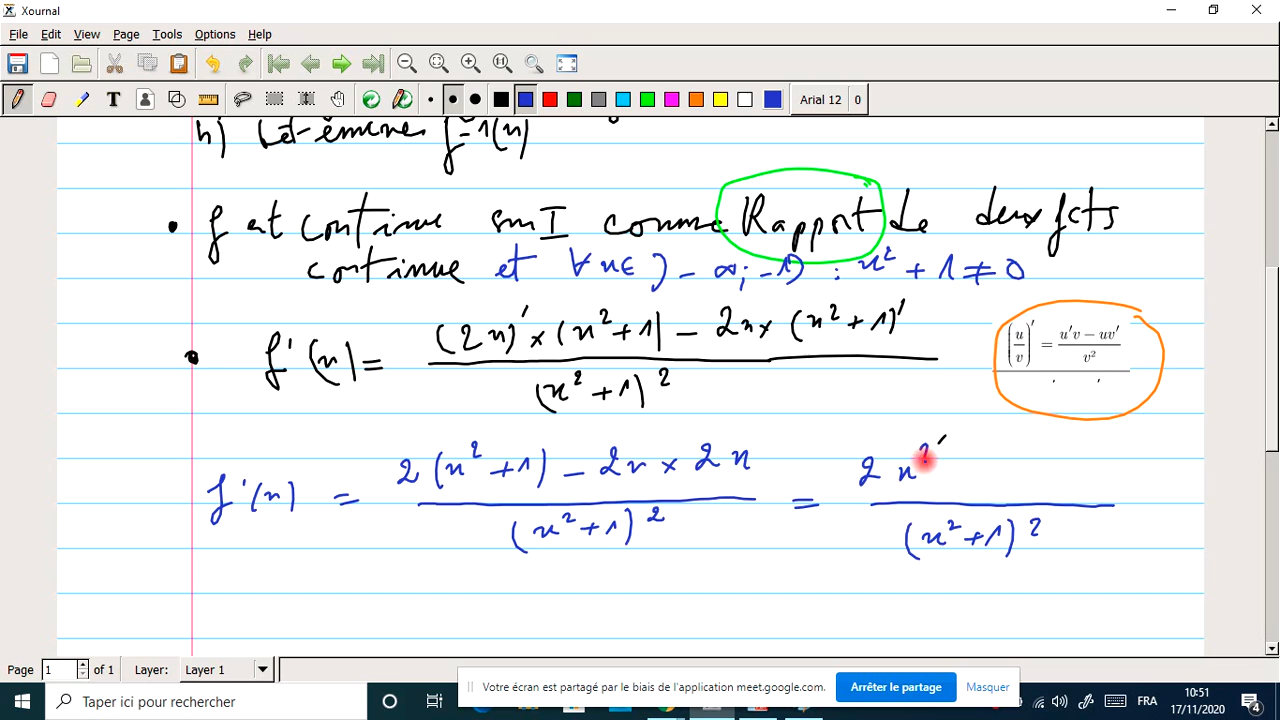 Xournal
File Edit View Page Tools Options Help
Arial 12 0
h) Dét-émine f^-1(x)
• f est continue sur I comme Rapport de deux fcts
continue et ∀x∈ ]-∞;-1) : x² + 1 ≠ 0
• f'(x) = ((2x)' × (x²+1) - 2x × (x²+1)') / (x²+1)²
(u/v)' = (u'v − uv') / v²
f'(x) = (2(x²+1) - 2x × 2x) / (x²+1)² = 2x² / (x²+1)²
Page 1 of 1 Layer: Layer 1
Votre écran est partagé par le biais de l'application meet.google.com. Arrêter le partage Masquer
Taper ici pour rechercher
FRA
10:51
17/11/2020
4